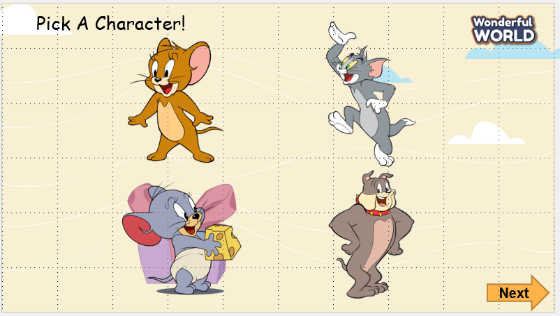 Pick A Character!
Wonderful
WORLD
Next